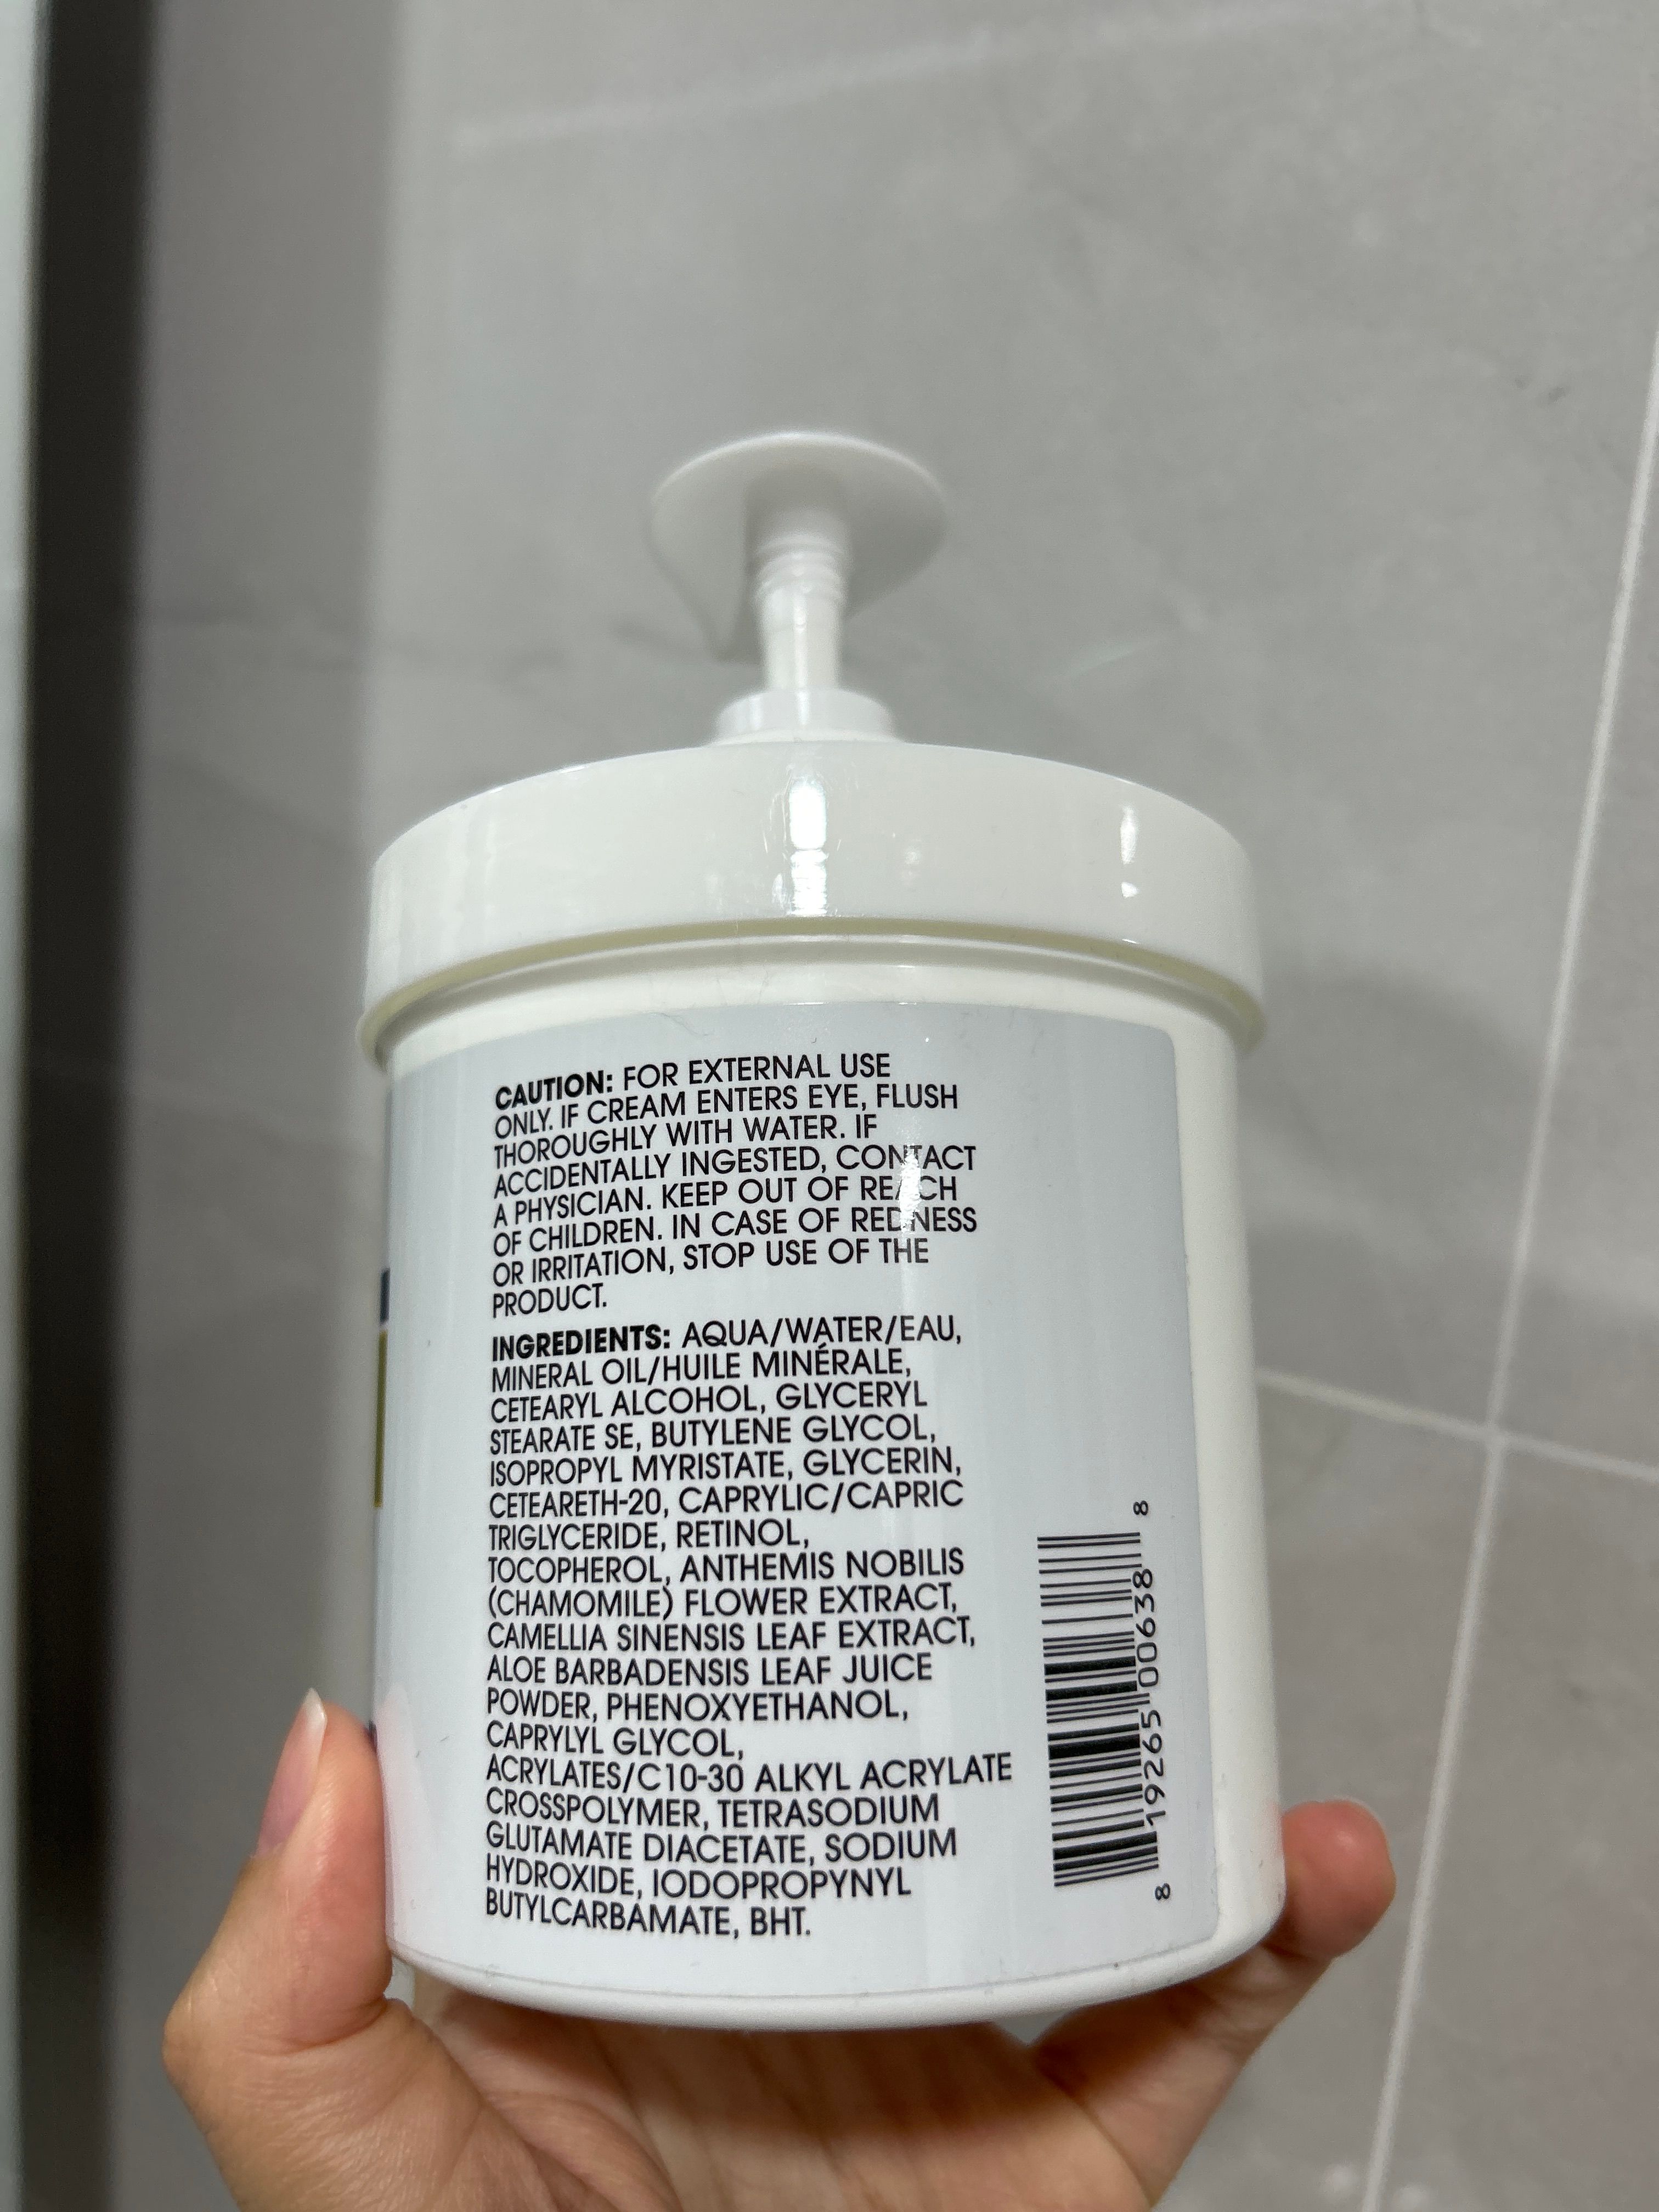 CAUTION: FOR EXTERNAL USE
ONLY. IF CREAM ENTERS EYE, FLUSH
THOROUGHLY WITH WATER. IF
ACCIDENTALLY INGESTED, CONTACT
A PHYSICIAN. KEEP OUT OF REACH
OF CHILDREN. IN CASE OF REDNESS
OR IRRITATION, STOP USE OF THE
PRODUCT.
INGREDIENTS: AQUA/WATER/EAU,
MINERAL OIL/HUILE MINÉRALE,
CETEARYL ALCOHOL, GLYCERYL
STEARATE SE, BUTYLENE GLYCOL,
ISOPROPYL MYRISTATE, GLYCERIN,
CETEARETH-20, CAPRYLIC/CAPRIC
TRIGLYCERIDE, RETINOL,
TOCOPHEROL, ANTHEMIS NOBILIS
(CHAMOMILE) FLOWER EXTRACT,
CAMELLIA SINENSIS LEAF EXTRACT,
ALOE BARBADENSIS LEAF JUICE
POWDER, PHENOXYETHANOL,
CAPRYLYL GLYCOL,
ACRYLATES/C10-30 ALKYL ACRYLATE
CROSSPOLYMER, TETRASODIUM
GLUTAMATE DIACETATE, SODIUM
HYDROXIDE, IODOPROPYNYL
BUTYLCARBAMATE, BHT.
8 19265 00638 8